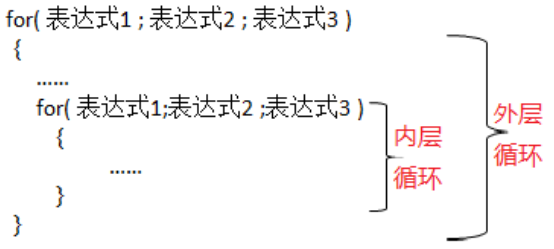 for( 表达式1 ; 表达式2 ; 表达式3 )
{
......
for( 表达式1;表达式2 ;表达式3 )
{
......
}
}
内层
循环
外层
循环